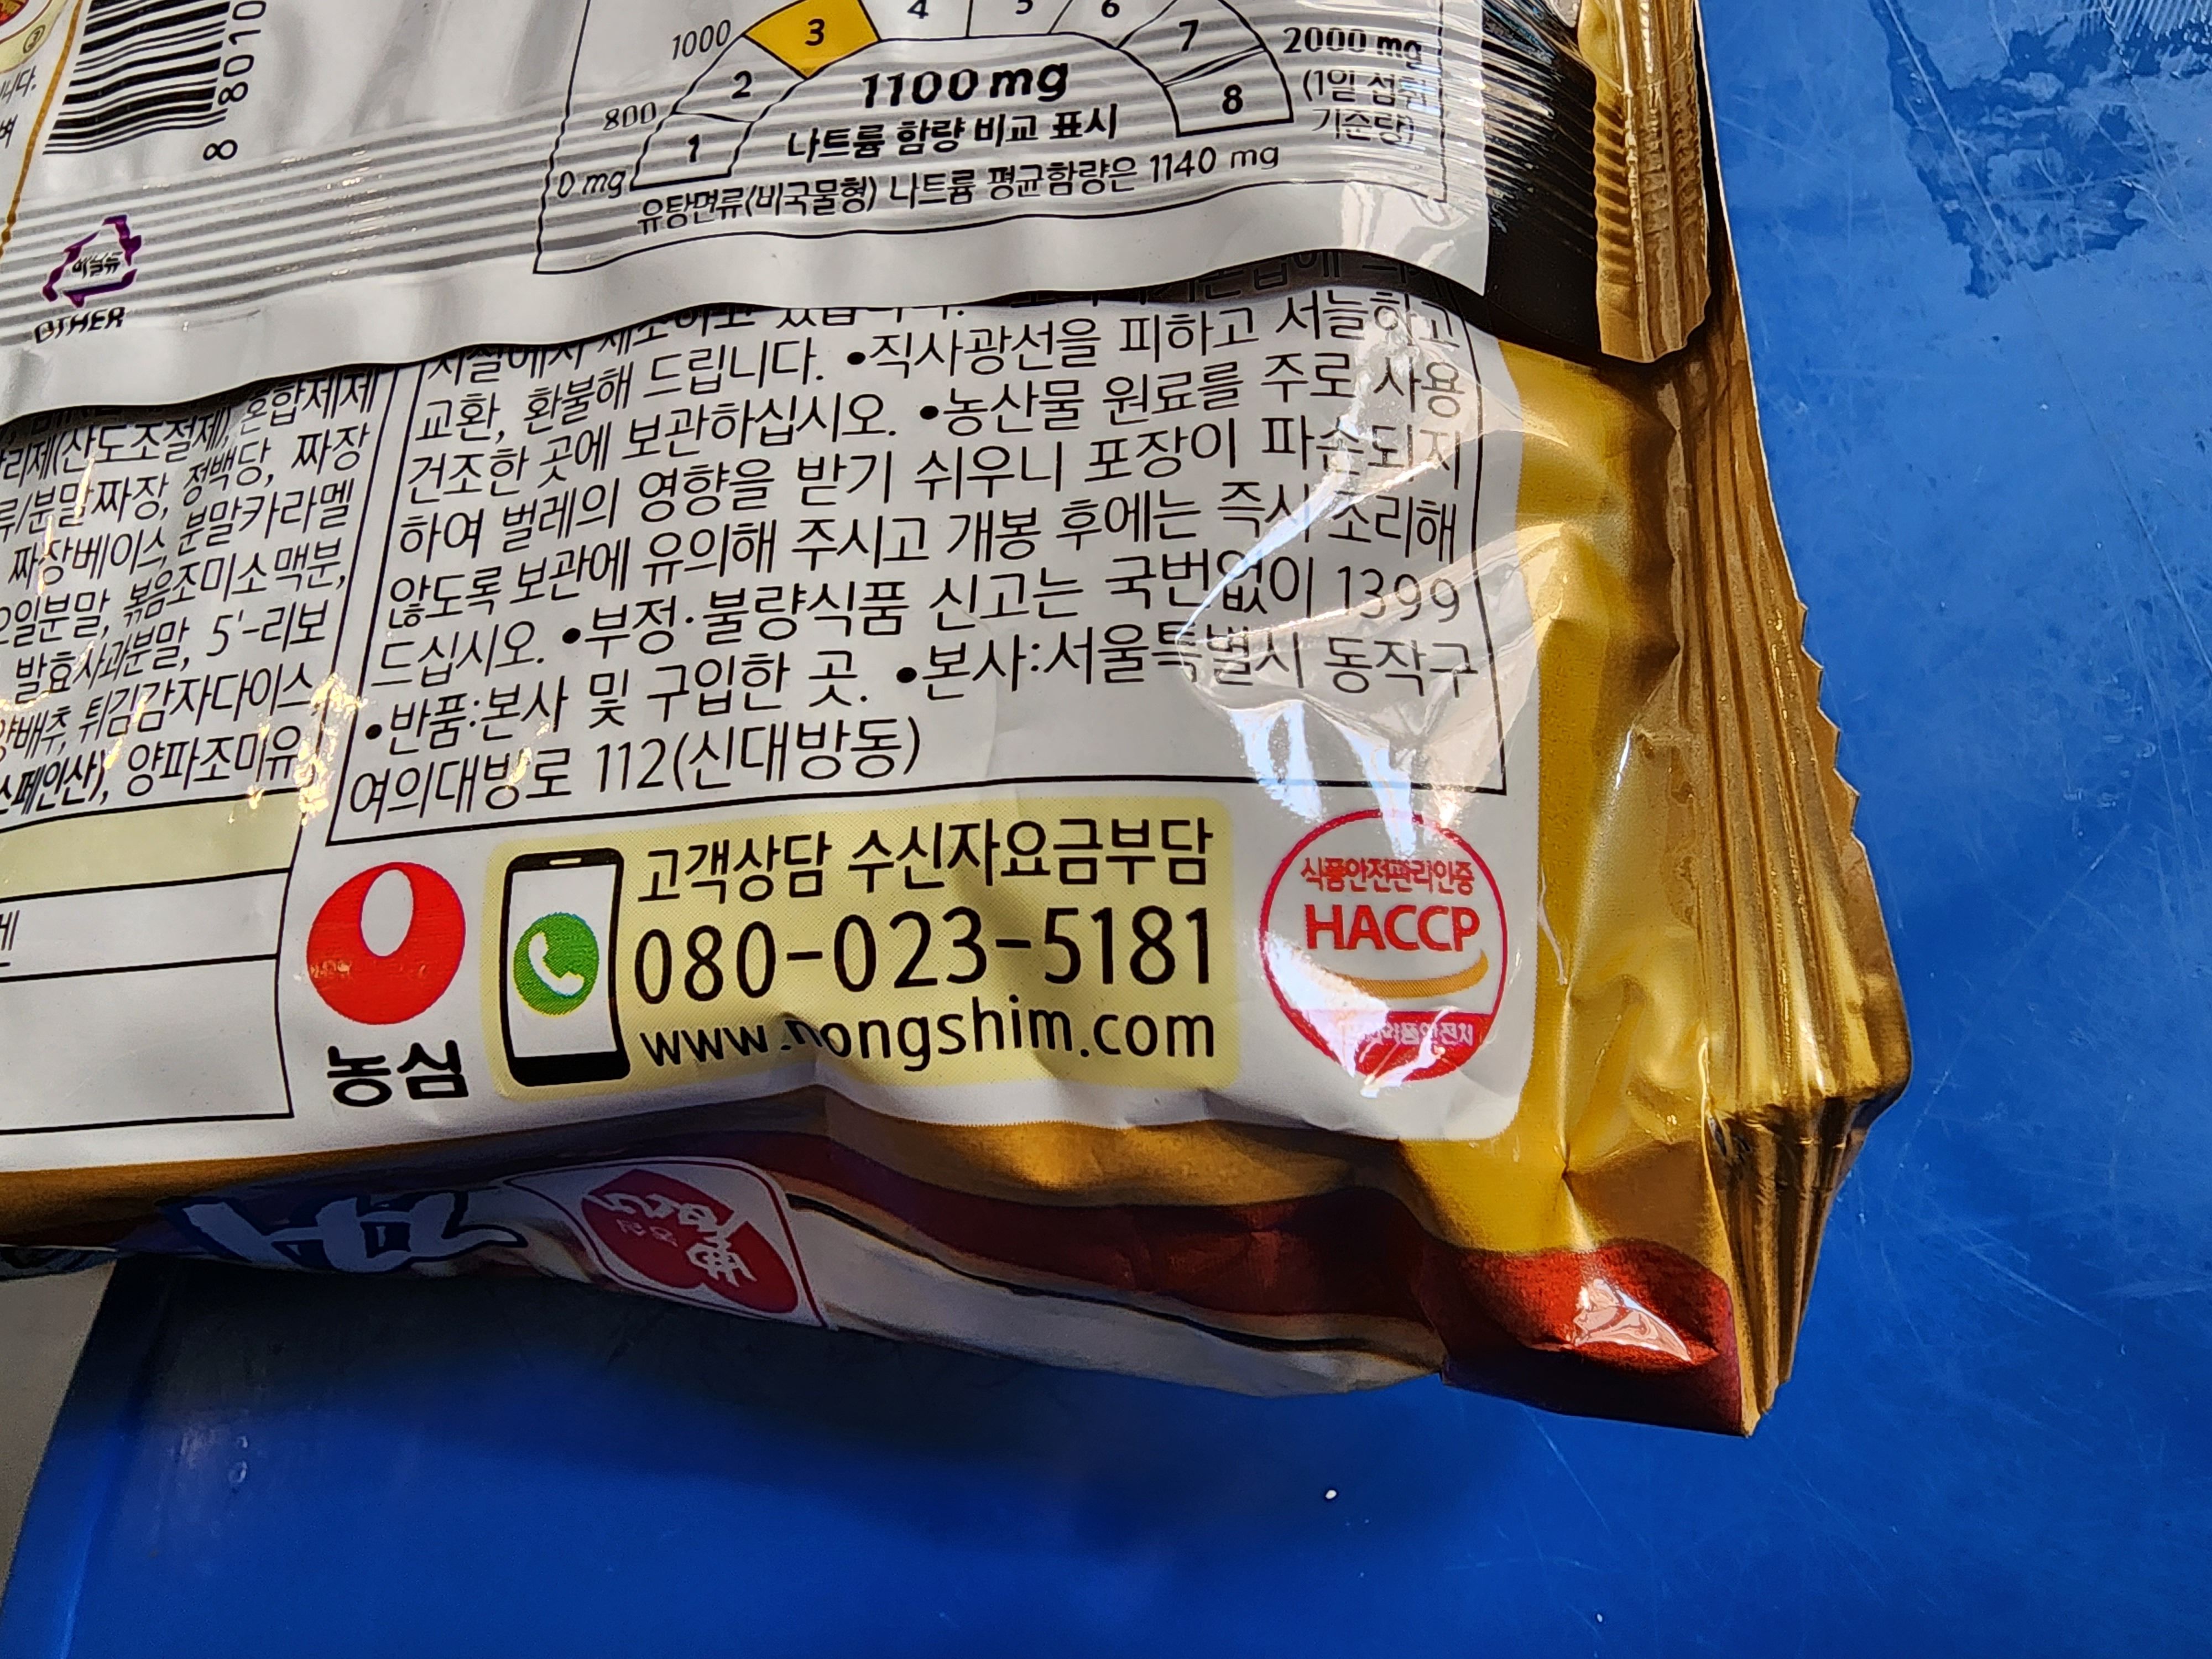 니다.
8 8010
1000
3
4
5
6
7
2000 mg
(1일 섭취
기준량)
800
2
1100 mg
8
1
나트륨 함량 비교 표시
0 mg
유탕면류(비국물형) 나트륨 평균함량은 1140 mg
비닐류
OTHER
혼합제제
리제(산도조절제),
류/분말짜장, 정백당, 짜장
짜장베이스, 분말카라멜
오일분말, 볶음조미소맥분,
발효사과분말, 5'-리보
양배추, 튀김감자다이스
스페인산), 양파조미유
교환, 환불해 드립니다. •직사광선을 피하고 서늘하고
건조한 곳에 보관하십시오. •농산물 원료를 주로 사용
하여 벌레의 영향을 받기 쉬우니 포장이 파손되지
않도록 보관에 유의해 주시고 개봉 후에는 즉시 조리해
드십시오. •부정·불량식품 신고는 국번없이 1399
•반품:본사 및 구입한 곳. •본사:서울특별시 동작구
여의대방로 112(신대방동)
농심
고객상담 수신자요금부담
080-023-5181
www.nongshim.com
식품안전관리인증
HACCP